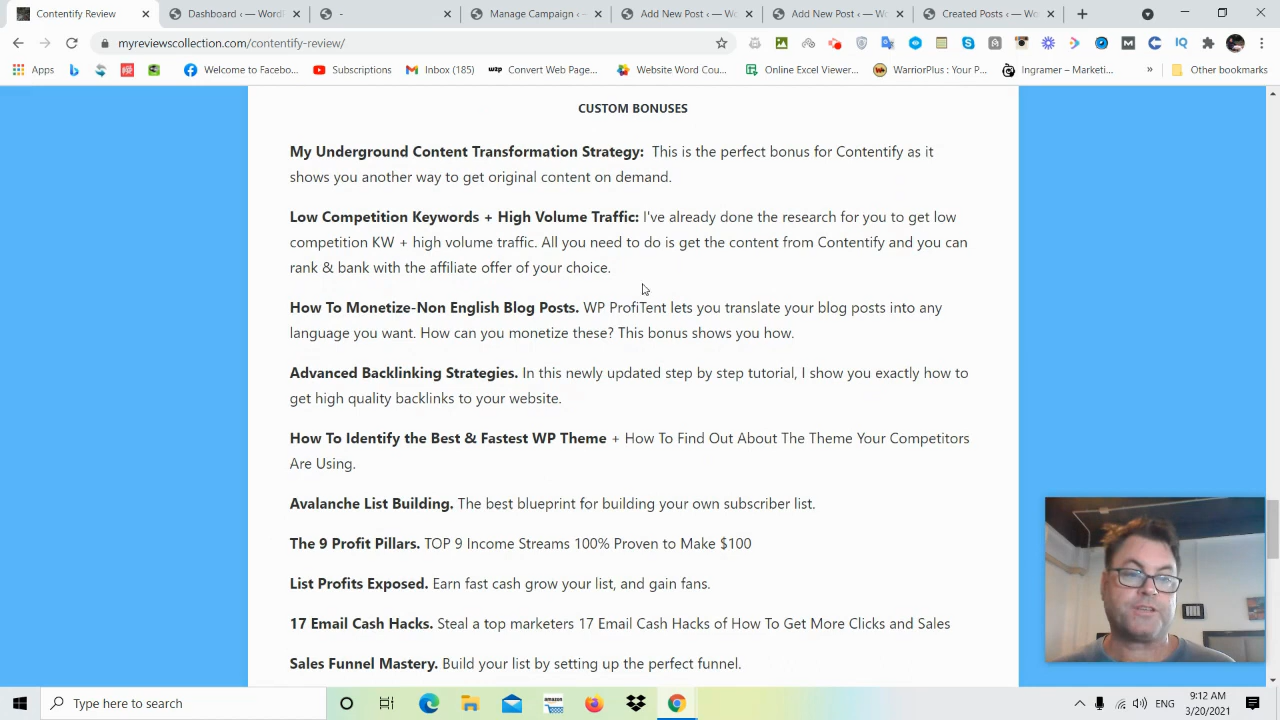 Contentify Review
Dashboard ‹ — Word
-
Manage Campaign ‹ –
Add New Post ‹ — Wo
Add New Post ‹ — Wo
Created Posts ‹ — Wo
myreviewscollection.com/contentify-review/
Apps
Welcome to Facebo...
Subscriptions
Inbox (185)
Convert Web Page...
Website Word Cou...
Online Excel Viewer...
WarriorPlus : Your P...
Ingramer – Marketi...
»
Other bookmarks
CUSTOM BONUSES
My Underground Content Transformation Strategy: This is the perfect bonus for Contentify as it
shows you another way to get original content on demand.
Low Competition Keywords + High Volume Traffic: I've already done the research for you to get low
competition KW + high volume traffic. All you need to do is get the content from Contentify and you can
rank & bank with the affiliate offer of your choice.
How To Monetize-Non English Blog Posts. WP ProfiTent lets you translate your blog posts into any
language you want. How can you monetize these? This bonus shows you how.
Advanced Backlinking Strategies. In this newly updated step by step tutorial, I show you exactly how to
get high quality backlinks to your website.
How To Identify the Best & Fastest WP Theme + How To Find Out About The Theme Your Competitors
Are Using.
Avalanche List Building. The best blueprint for building your own subscriber list.
The 9 Profit Pillars. TOP 9 Income Streams 100% Proven to Make $100
List Profits Exposed. Earn fast cash grow your list, and gain fans.
17 Email Cash Hacks. Steal a top marketers 17 Email Cash Hacks of How To Get More Clicks and Sales
Sales Funnel Mastery. Build your list by setting up the perfect funnel.
Type here to search
amazon
ENG
9:12 AM
3/20/2021